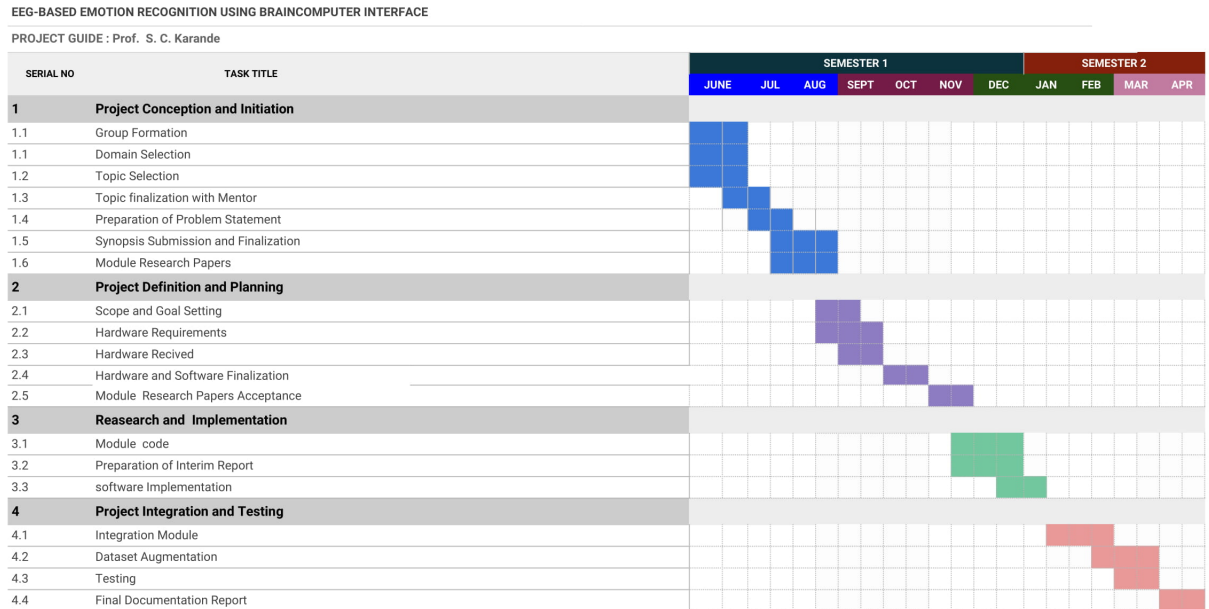 EEG-BASED EMOTION RECOGNITION USING BRAINCOMPUTER INTERFACE
PROJECT GUIDE : Prof. S. C. Karande
SEMESTER 1 SEMESTER 2
SERIAL NO TASK TITLE
JUNE JUL AUG SEPT OCT NOV DEC JAN FEB MAR APR
1 Project Conception and Initiation
1.1 Group Formation
1.1 Domain Selection
1.2 Topic Selection
1.3 Topic finalization with Mentor
1.4 Preparation of Problem Statement
1.5 Synopsis Submission and Finalization
1.6 Module Research Papers
2 Project Definition and Planning
2.1 Scope and Goal Setting
2.2 Hardware Requirements
2.3 Hardware Recived
2.4 Hardware and Software Finalization
2.5 Module Research Papers Acceptance
3 Reasearch and Implementation
3.1 Module code
3.2 Preparation of Interim Report
3.3 software Implementation
4 Project Integration and Testing
4.1 Integration Module
4.2 Dataset Augmentation
4.3 Testing
4.4 Final Documentation Report